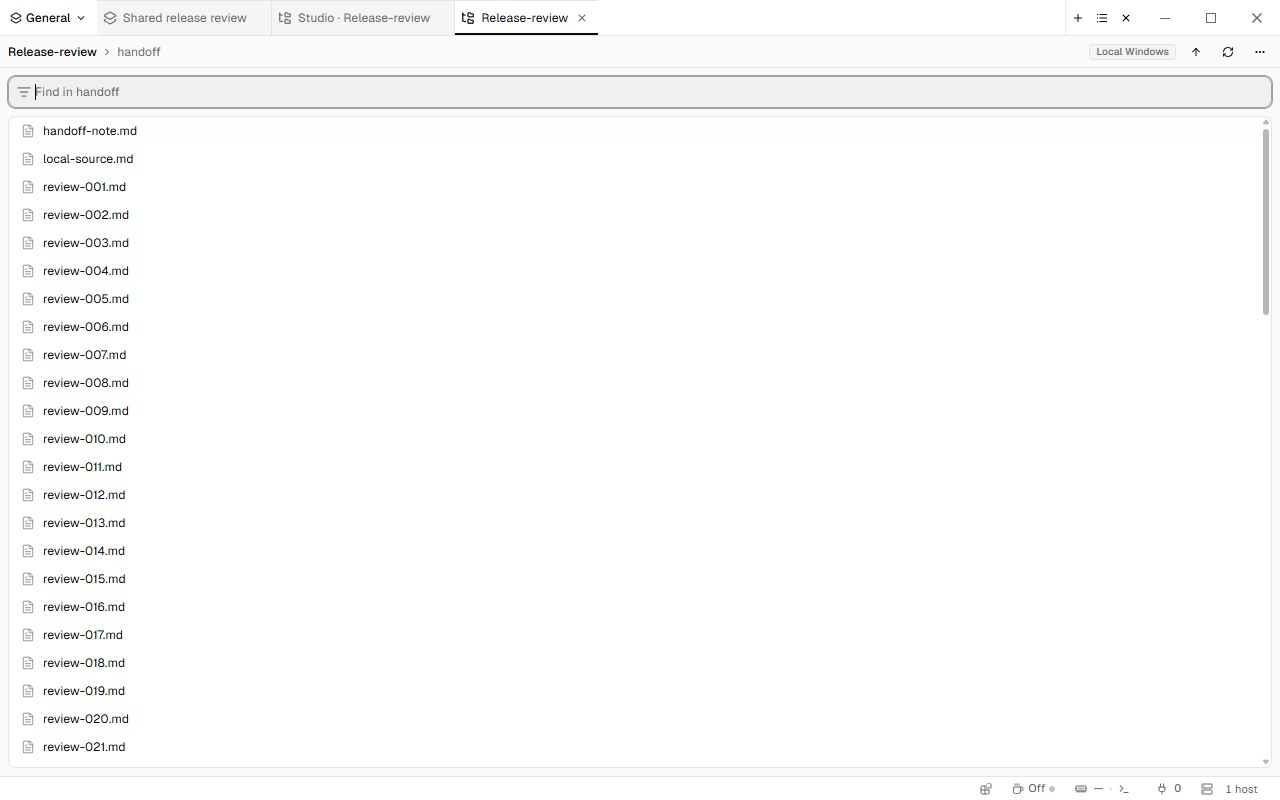 General
Shared release review
Studio · Release-review
Release-review
Release-review > handoff
Local Windows
Find in handoff
handoff-note.md
local-source.md
review-001.md
review-002.md
review-003.md
review-004.md
review-005.md
review-006.md
review-007.md
review-008.md
review-009.md
review-010.md
review-011.md
review-012.md
review-013.md
review-014.md
review-015.md
review-016.md
review-017.md
review-018.md
review-019.md
review-020.md
review-021.md
Off — · 0 1 host